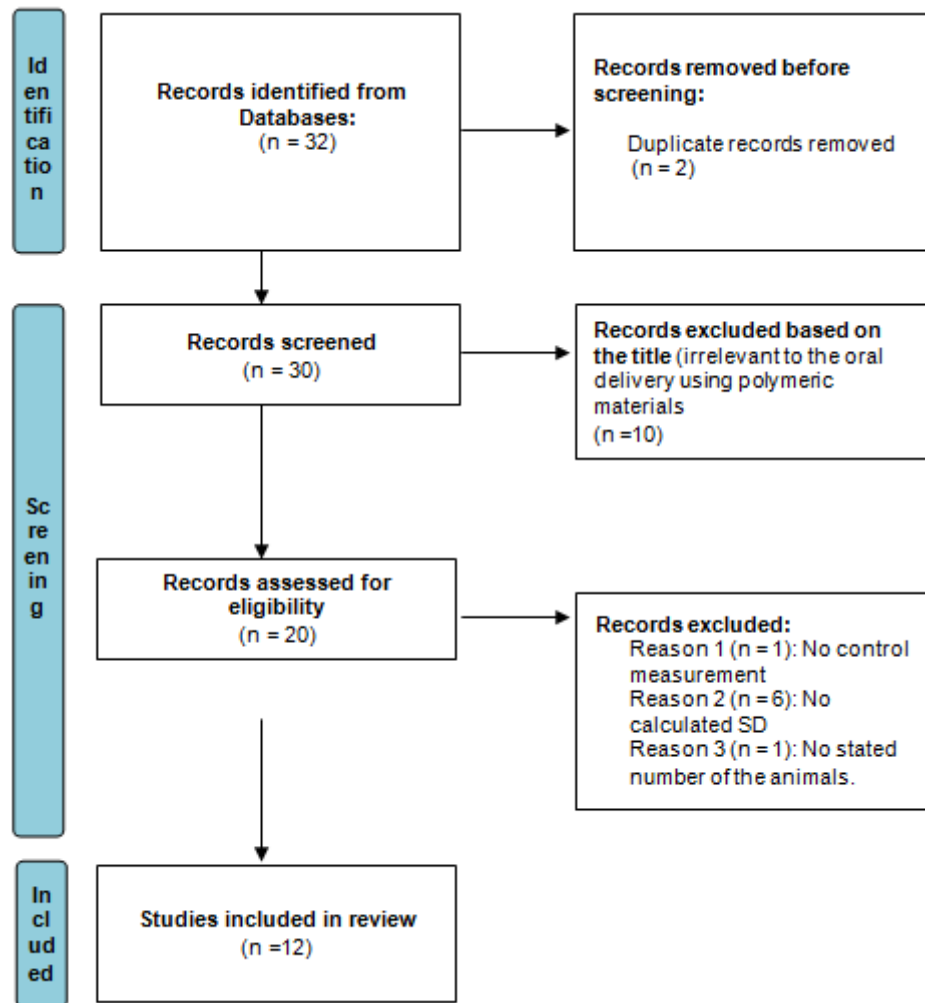 Id
en
tifi
ca
tio
n
Records identified from
Databases:
(n = 32)
Records removed before
screening:
Duplicate records removed
(n = 2)
Sc
re
en
in
g
Records screened
(n = 30)
Records excluded based on
the title (irrelevant to the oral
delivery using polymeric
materials
(n =10)
Records assessed for
eligibility
(n = 20)
Records excluded:
Reason 1 (n = 1): No control
measurement
Reason 2 (n = 6): No
calculated SD
Reason 3 (n = 1): No stated
number of the animals.
In
cl
ud
ed
Studies included in review
(n =12)